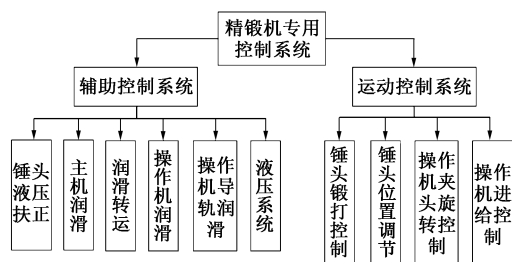 精锻机专用
控制系统
辅助控制系统
运动控制系统
锤头液压扶正
主机润滑
润滑转运
操作机润滑
操作机导轨润滑
液压系统
锤头锻打控制
锤头位置调节
操作机夹头旋转控制
操作机进给控制